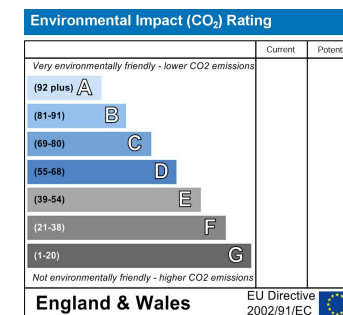 Environmental Impact (CO₂) Rating
Current Potent
Very environmentally friendly - lower CO2 emissions
(92 plus) A
(81-91) B
(69-80) C
(55-68) D
(39-54) E
(21-38) F
(1-20) G
Not environmentally friendly - higher CO2 emissions
England & Wales
EU Directive
2002/91/EC